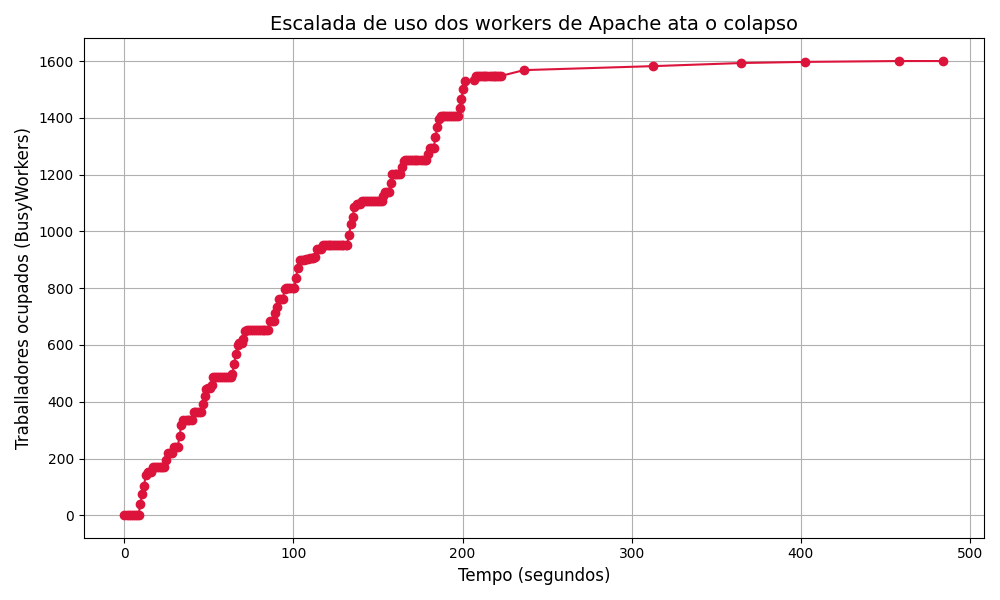 Escalada de uso dos workers de Apache ata o colapso
Traballadores ocupados (BusyWorkers)
1600
1400
1200
1000
800
600
400
200
0
0 100 200 300 400 500
Tempo (segundos)